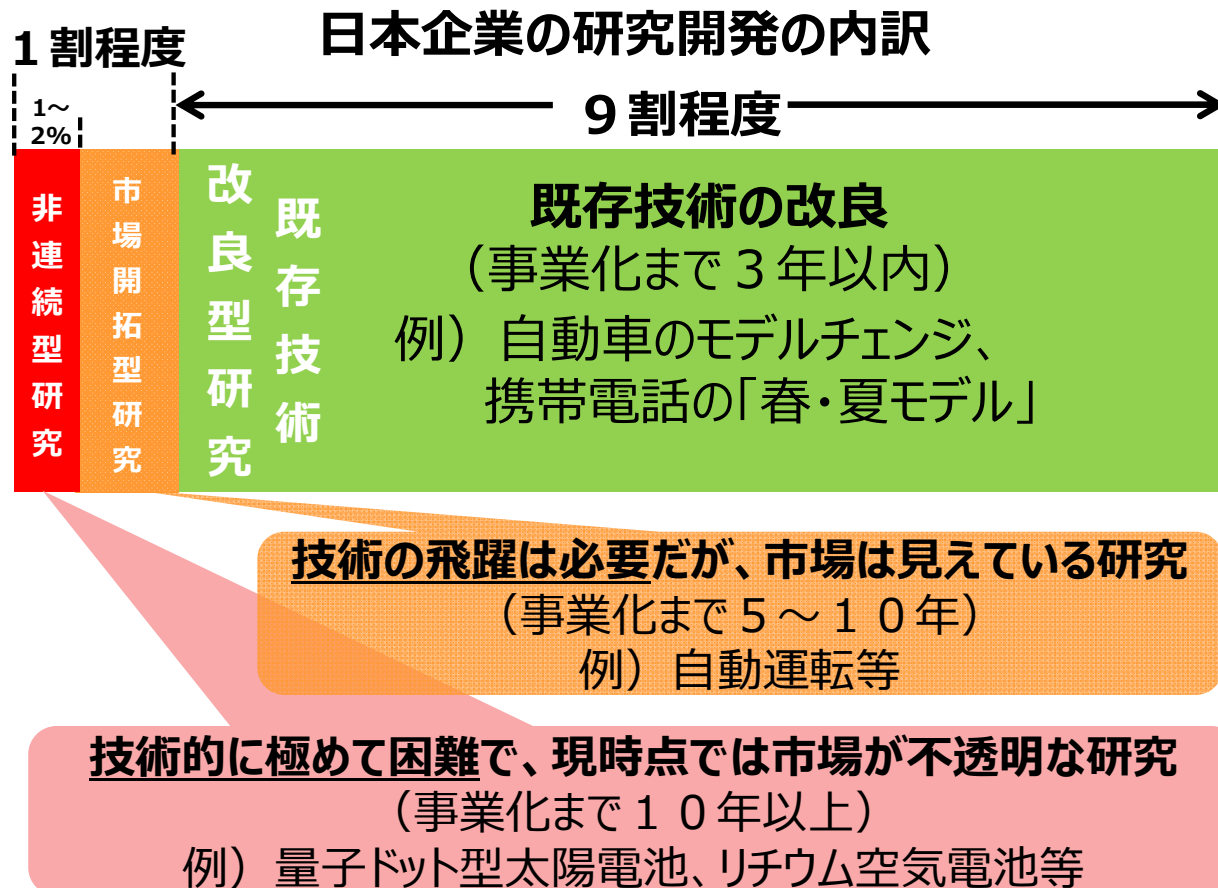 日本企業の研究開発の内訳
１割程度
９割程度
1～
2%
非連続型研究
市場開拓型研究
既存技術
改良型研究
既存技術の改良
（事業化まで３年以内）
例）自動車のモデルチェンジ、
携帯電話の「春・夏モデル」
技術の飛躍は必要だが、市場は見えている研究
（事業化まで５～１０年）
例）自動運転等
技術的に極めて困難で、現時点では市場が不透明な研究
（事業化まで１０年以上）
例）量子ドット型太陽電池、リチウム空気電池等